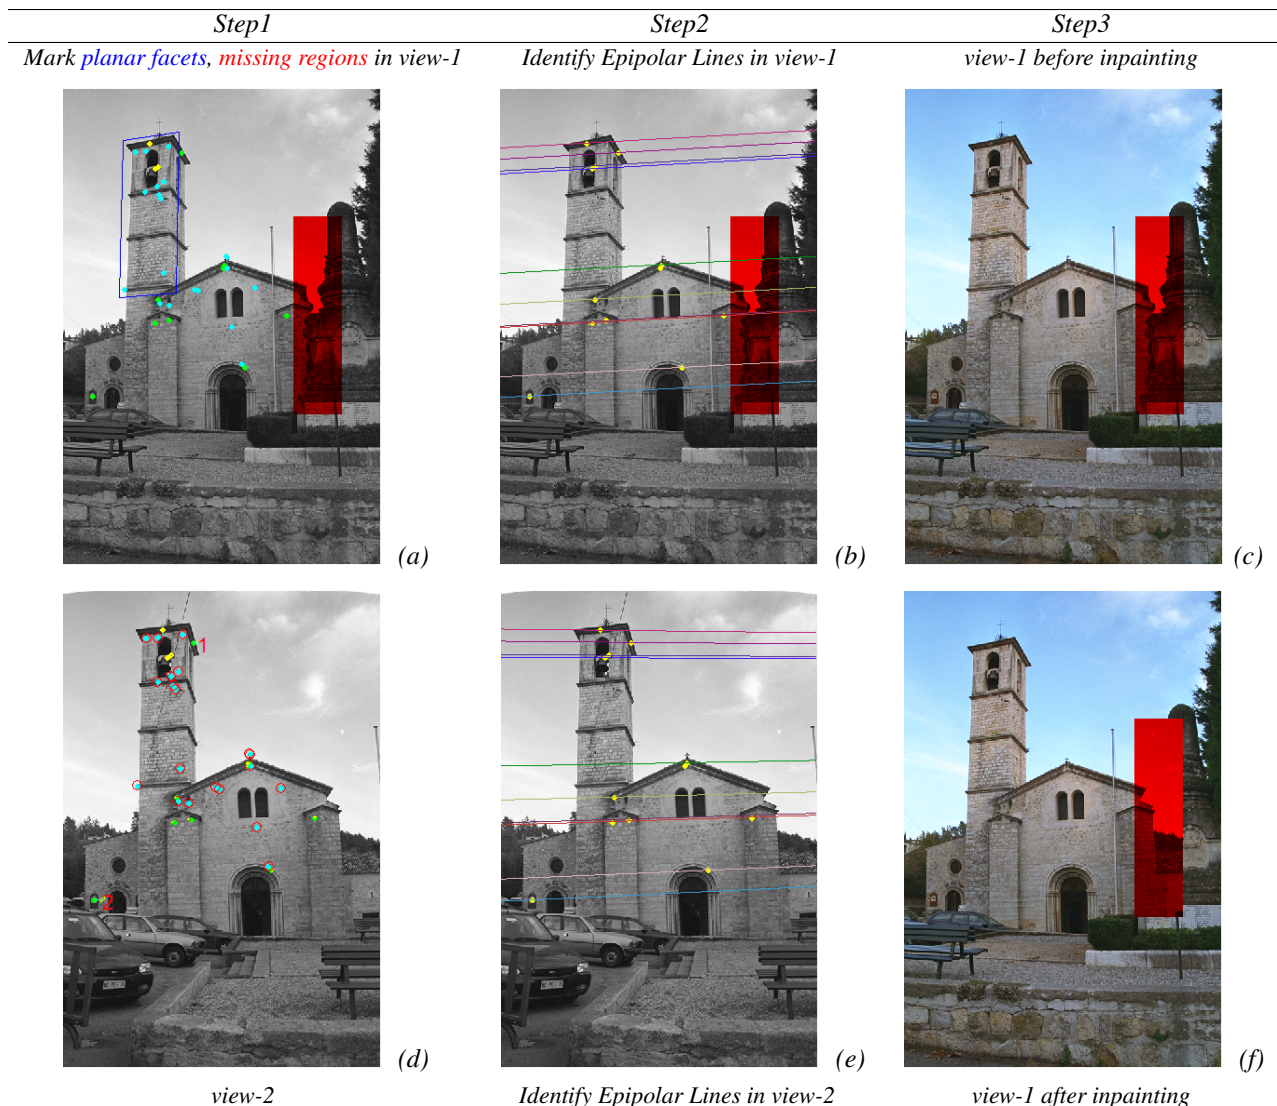 Step1 Step2 Step3
Mark planar facets, missing regions in view-1 Identify Epipolar Lines in view-1 view-1 before inpainting
(a) (b) (c)
1
2
(d) (e) (f)
view-2 Identify Epipolar Lines in view-2 view-1 after inpainting